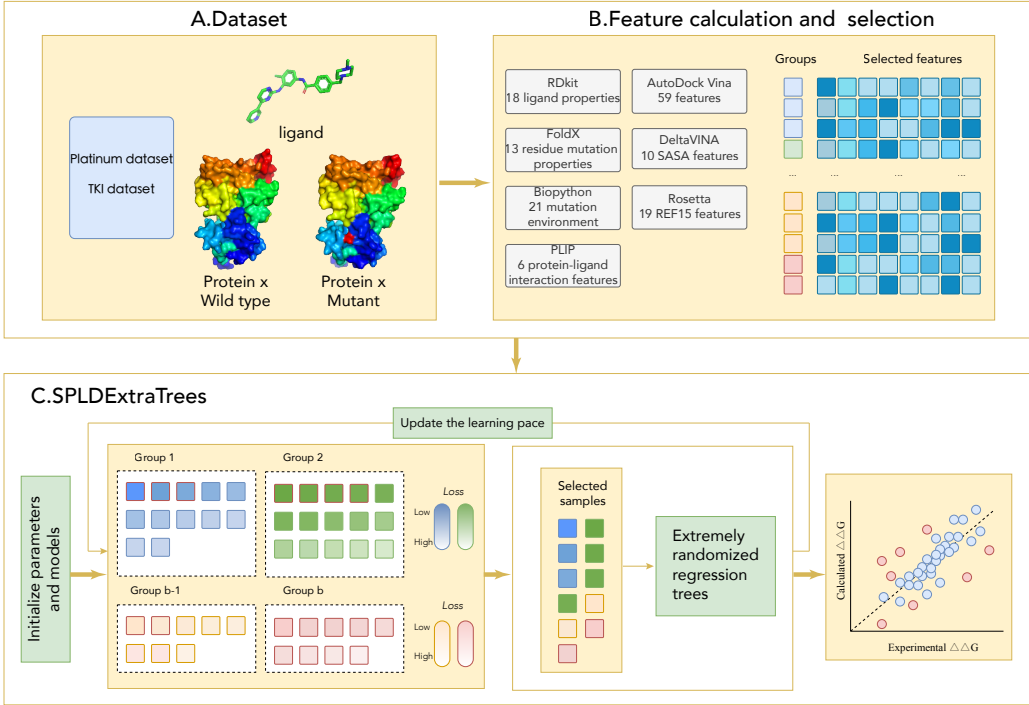 A.Dataset
Platinum dataset
TKI dataset
ligand
Protein x
Wild type
Protein x
Mutant
B.Feature calculation and selection
RDkit
18 ligand properties
AutoDock Vina
59 features
FoldX
13 residue mutation
properties
DeltaVINA
10 SASA features
Biopython
21 mutation
environment
Rosetta
19 REF15 features
PLIP
6 protein-ligand
interaction features
Groups
Selected features
... ... ... ...
C.SPLDExtraTrees
Update the learning pace
Initialize parameters
and models
Group 1
Group 2
Loss
Low
High
Group b-1
Group b
Loss
Low
High
Selected
samples
Extremely
randomized
regression
trees
Calculated △△G
Experimental △△G